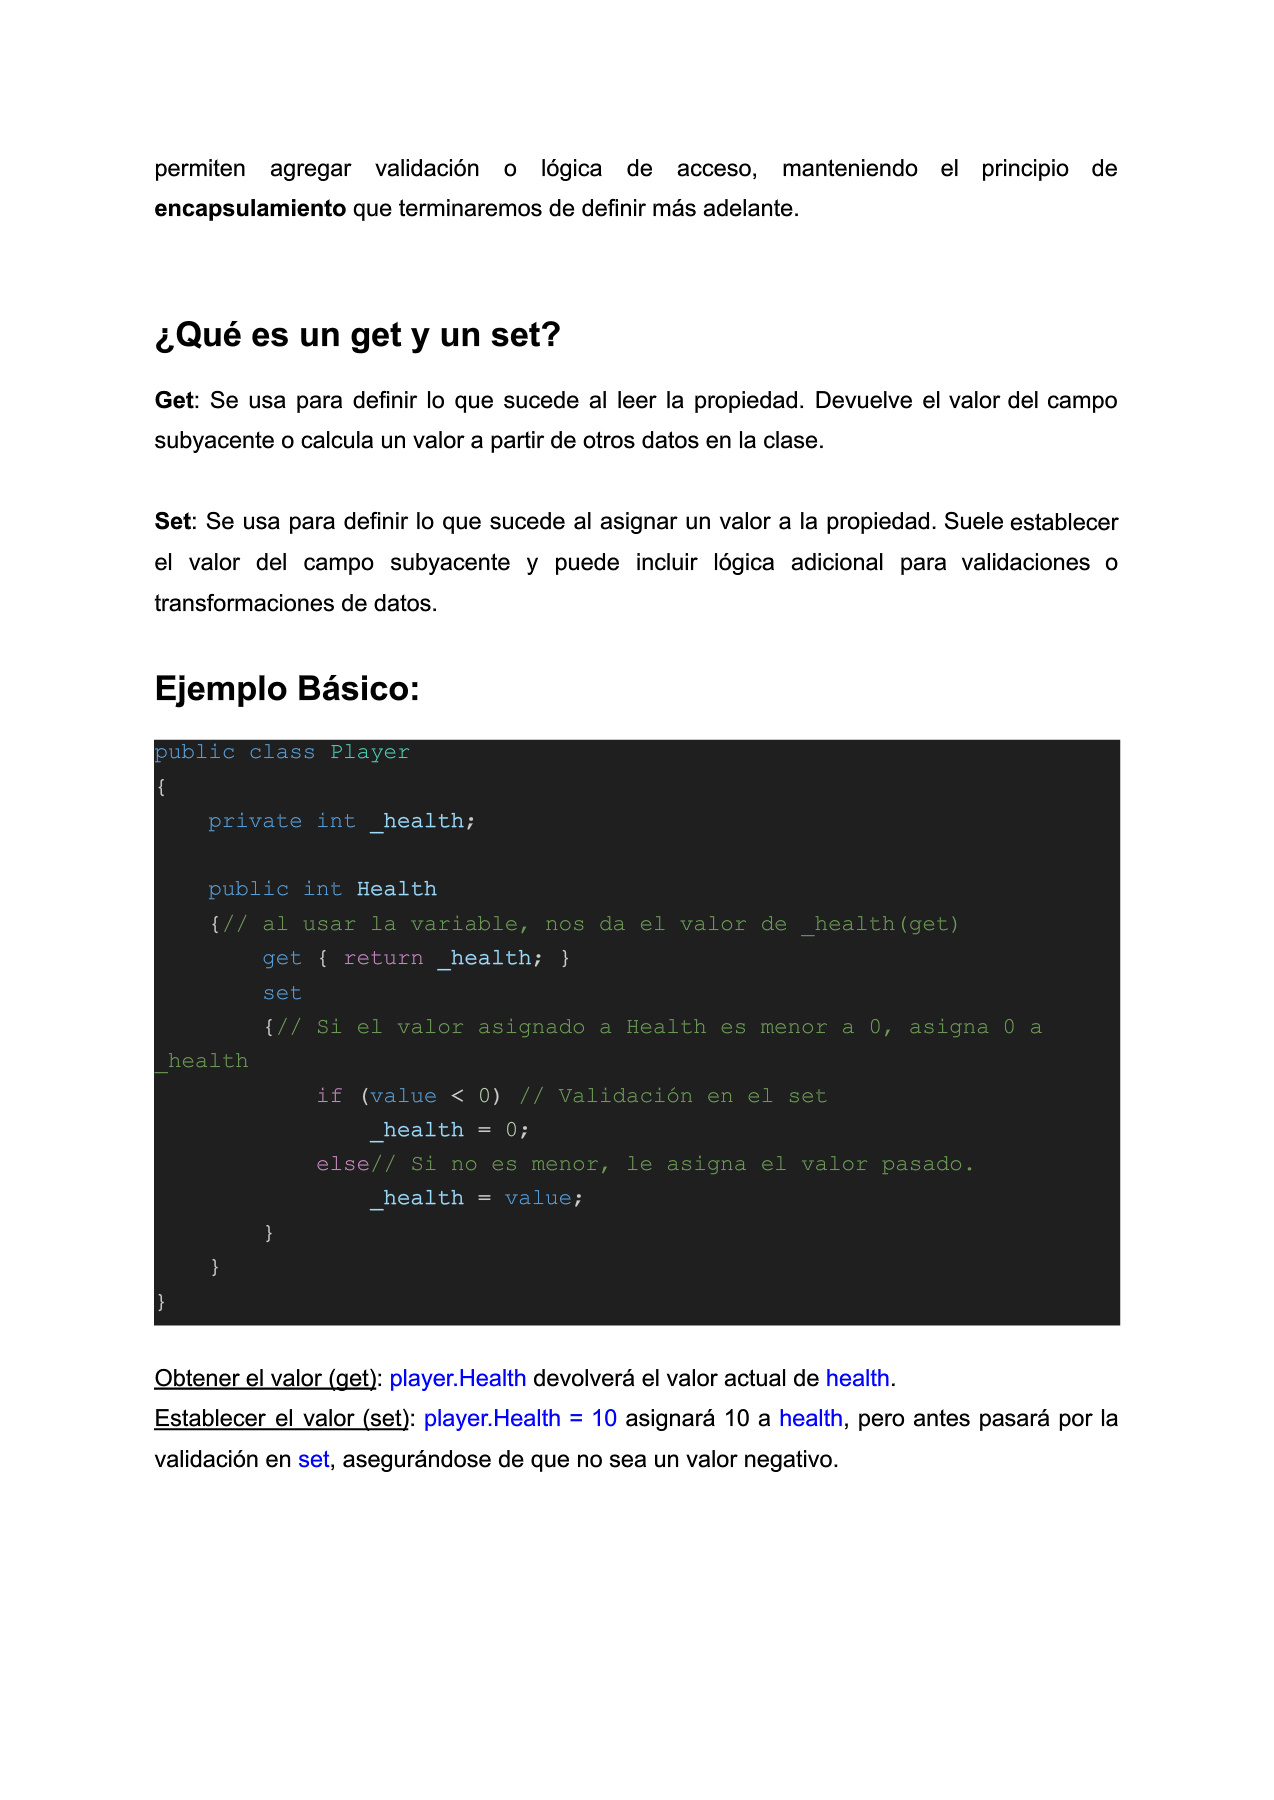 permiten agregar validación o lógica de acceso, manteniendo el principio de
encapsulamiento que terminaremos de definir más adelante.
¿Qué es un get y un set?
Get: Se usa para definir lo que sucede al leer la propiedad. Devuelve el valor del campo
subyacente o calcula un valor a partir de otros datos en la clase.
Set: Se usa para definir lo que sucede al asignar un valor a la propiedad. Suele establecer
el valor del campo subyacente y puede incluir lógica adicional para validaciones o
transformaciones de datos.
Ejemplo Básico:
public class Player
{
    private int _health;
    public int Health
    {// al usar la variable, nos da el valor de _health(get)
        get { return _health; }
        set
        {// Si el valor asignado a Health es menor a 0, asigna 0 a
_health
            if (value < 0) // Validación en el set
                _health = 0;
            else// Si no es menor, le asigna el valor pasado.
                _health = value;
        }
    }
}
Obtener el valor (get): player.Health devolverá el valor actual de health.
Establecer el valor (set): player.Health = 10 asignará 10 a health, pero antes pasará por la
validación en set, asegurándose de que no sea un valor negativo.